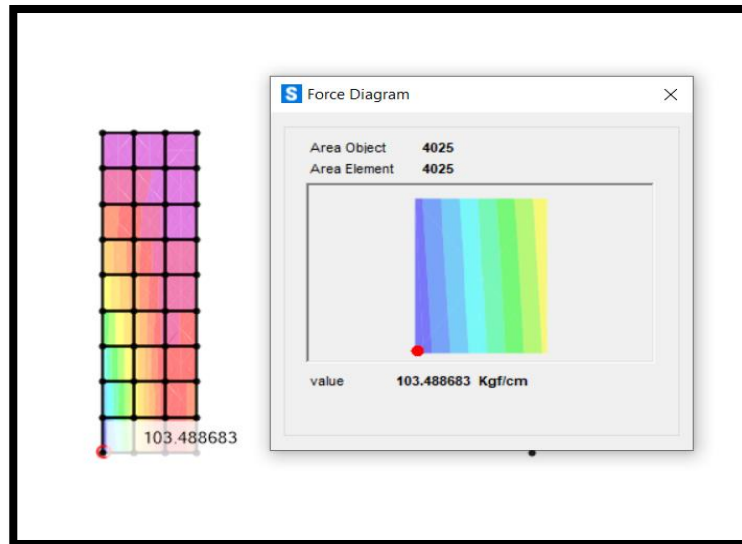 S Force Diagram
Area Object 4025
Area Element 4025
value 103.488683 Kgf/cm
103.488683